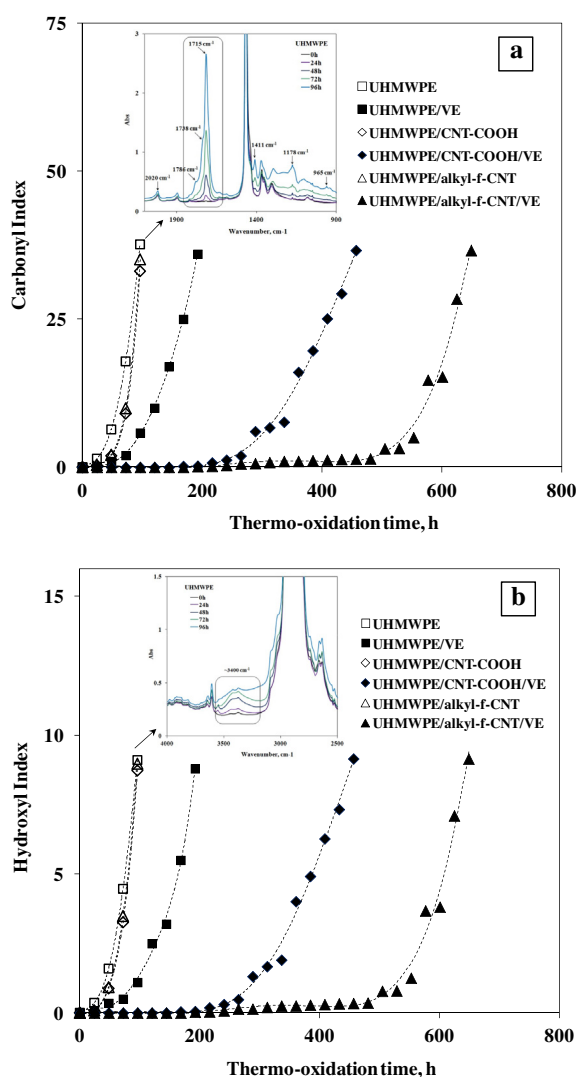 75
50
25
0
Carbonyl Index
a
UHMWPE
UHMWPE/VE
UHMWPE/CNT-COOH
UHMWPE/CNT-COOH/VE
UHMWPE/alkyl-f-CNT
UHMWPE/alkyl-f-CNT/VE
3
2
1
0
Abs
1715 cm-1
1738 cm-1
1786 cm-1
2020 cm-1
1411 cm-1
1178 cm-1
965 cm-1
UHMWPE
0h
24h
48h
72h
96h
1900 1400 900
Wavenumber, cm-1
0 200 400 600 800
Thermo-oxidation time, h
15
10
5
0
Hydroxyl Index
b
UHMWPE
UHMWPE/VE
UHMWPE/CNT-COOH
UHMWPE/CNT-COOH/VE
UHMWPE/alkyl-f-CNT
UHMWPE/alkyl-f-CNT/VE
1.5
1
0.5
0
Abs
UHMWPE
0h
24h
48h
72h
96h
~3400 cm-1
4000 3500 3000 2500
Wavenumber, cm-1
0 200 400 600 800
Thermo-oxidation time, h